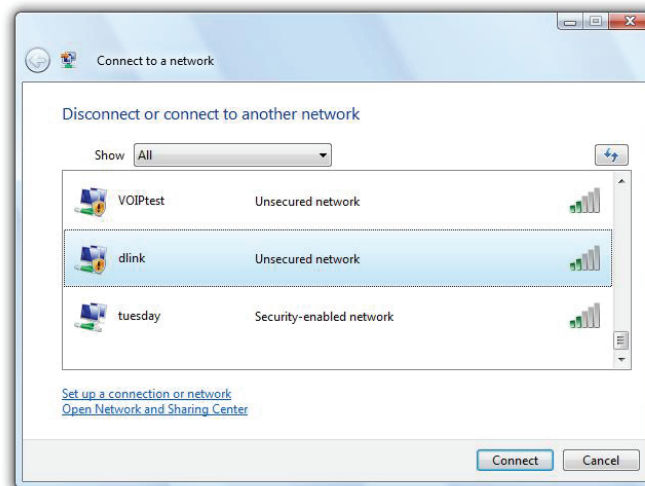 Connect to a network
Disconnect or connect to another network
Show All
VOIPtest Unsecured network
dlink Unsecured network
tuesday Security-enabled network
Set up a connection or network
Open Network and Sharing Center
Connect Cancel